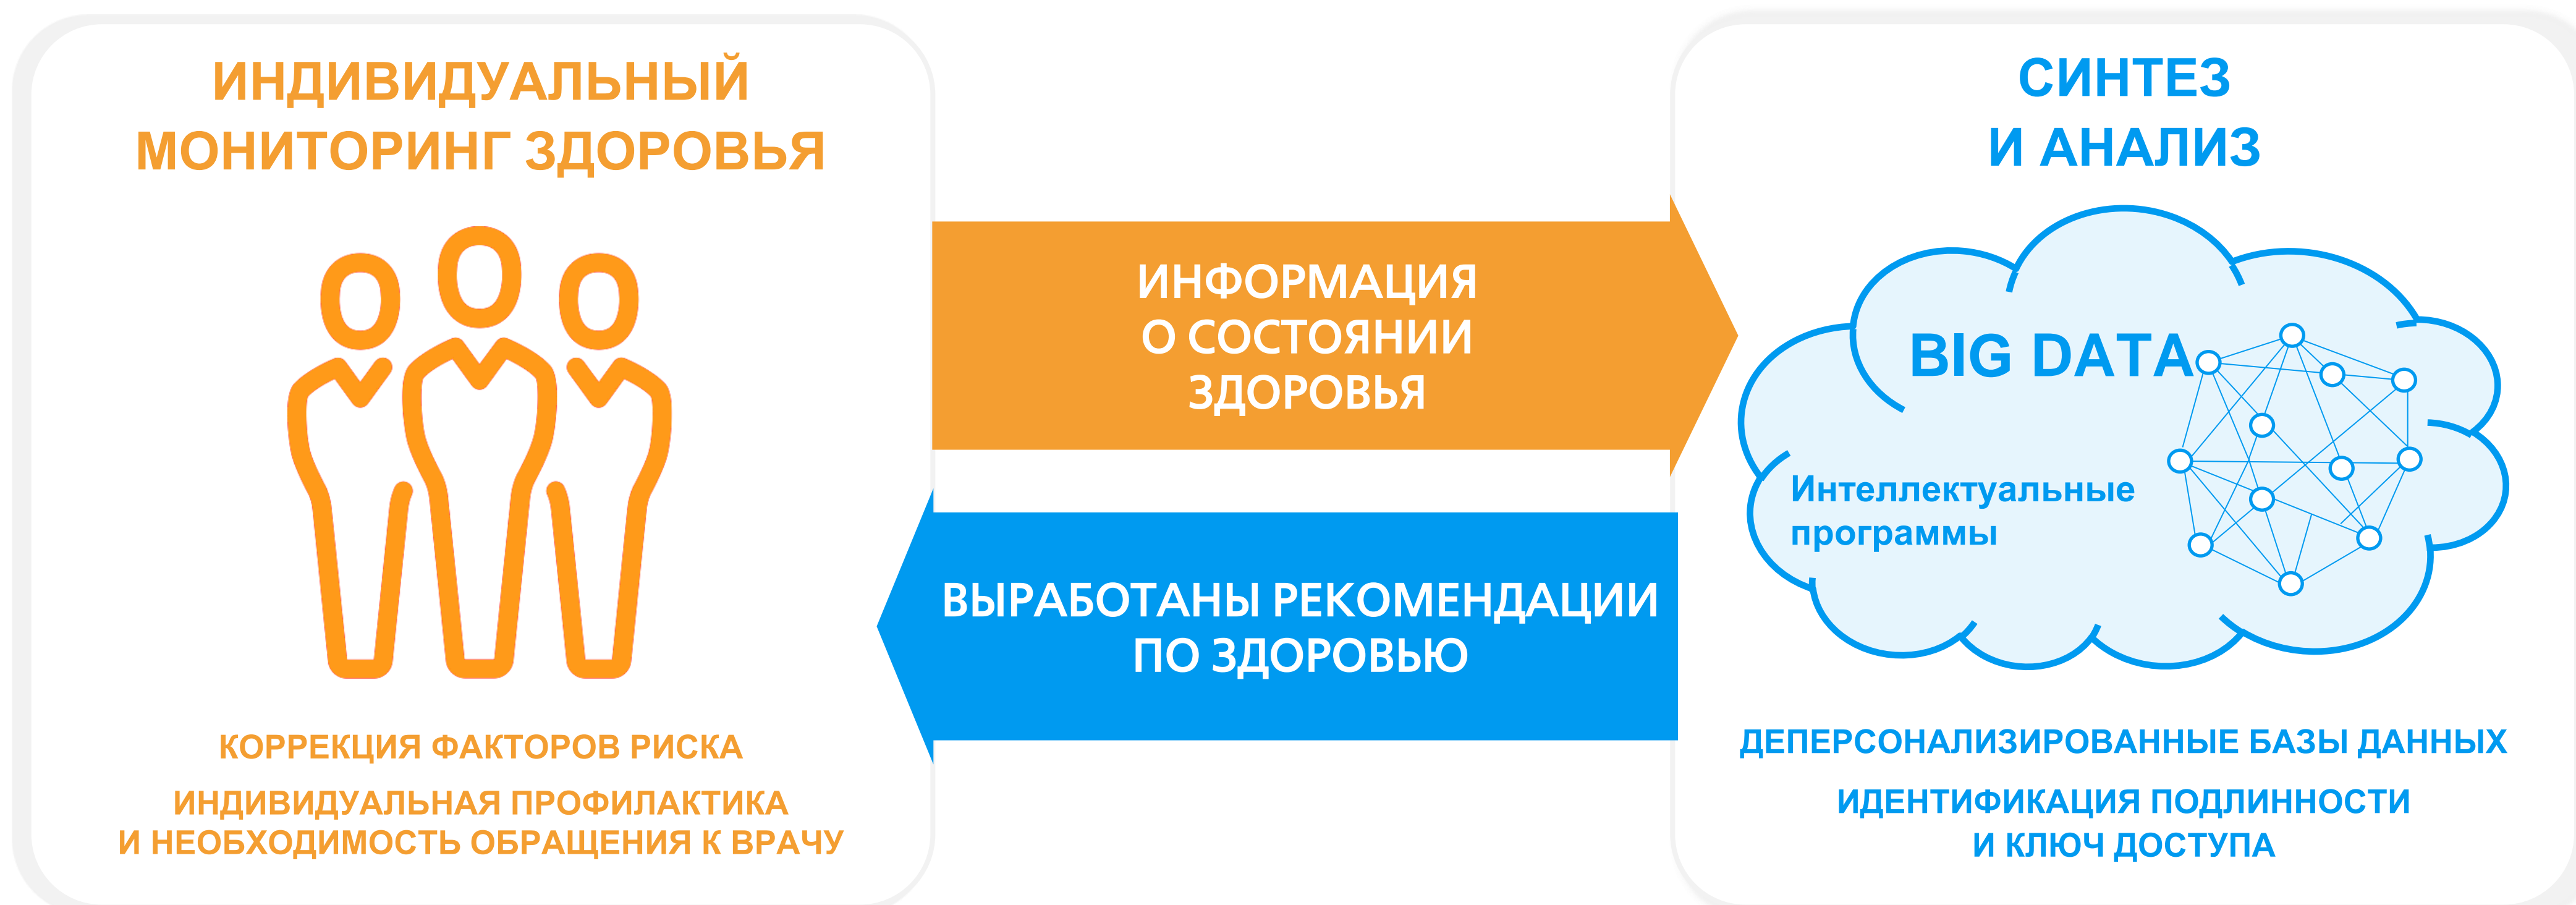 ИНДИВИДУАЛЬНЫЙ
МОНИТОРИНГ ЗДОРОВЬЯ
КОРРЕКЦИЯ ФАКТОРОВ РИСКА
ИНДИВИДУАЛЬНАЯ ПРОФИЛАКТИКА
И НЕОБХОДИМОСТЬ ОБРАЩЕНИЯ К ВРАЧУ
ИНФОРМАЦИЯ
О СОСТОЯНИИ
ЗДОРОВЬЯ
ВЫРАБОТАНЫ РЕКОМЕНДАЦИИ
ПО ЗДОРОВЬЮ
СИНТЕЗ
И АНАЛИЗ
BIG DATA
Интеллектуальные
программы
ДЕПЕРСОНАЛИЗИРОВАННЫЕ БАЗЫ ДАННЫХ
ИДЕНТИФИКАЦИЯ ПОДЛИННОСТИ
И КЛЮЧ ДОСТУПА